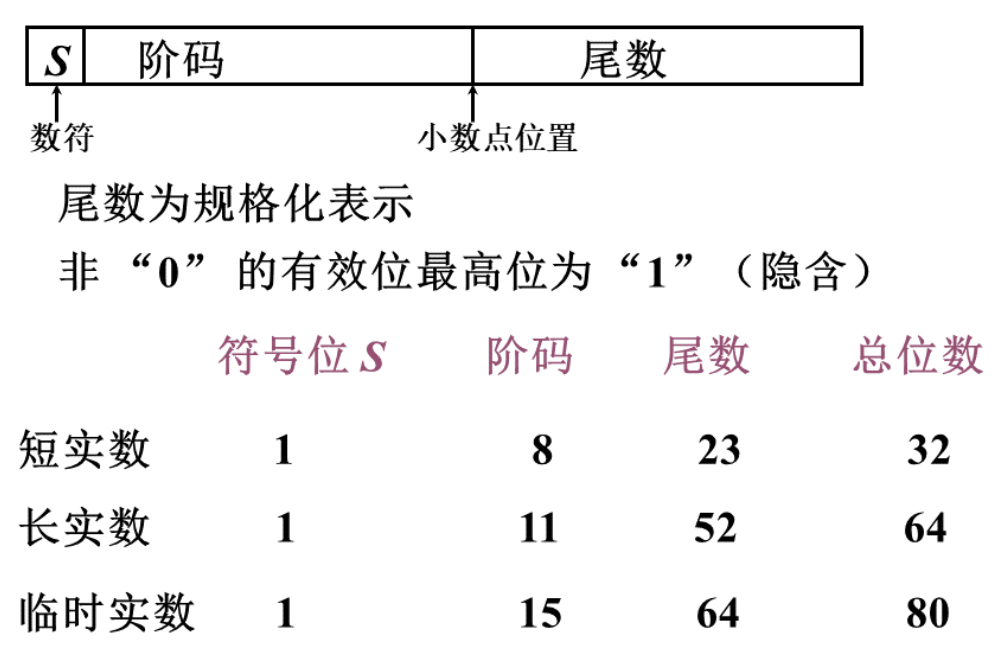 S 阶码 尾数
数符 小数点位置
尾数为规格化表示
非“0”的有效位最高位为“1”（隐含）
符号位 S 阶码 尾数 总位数
短实数 1 8 23 32
长实数 1 11 52 64
临时实数 1 15 64 80